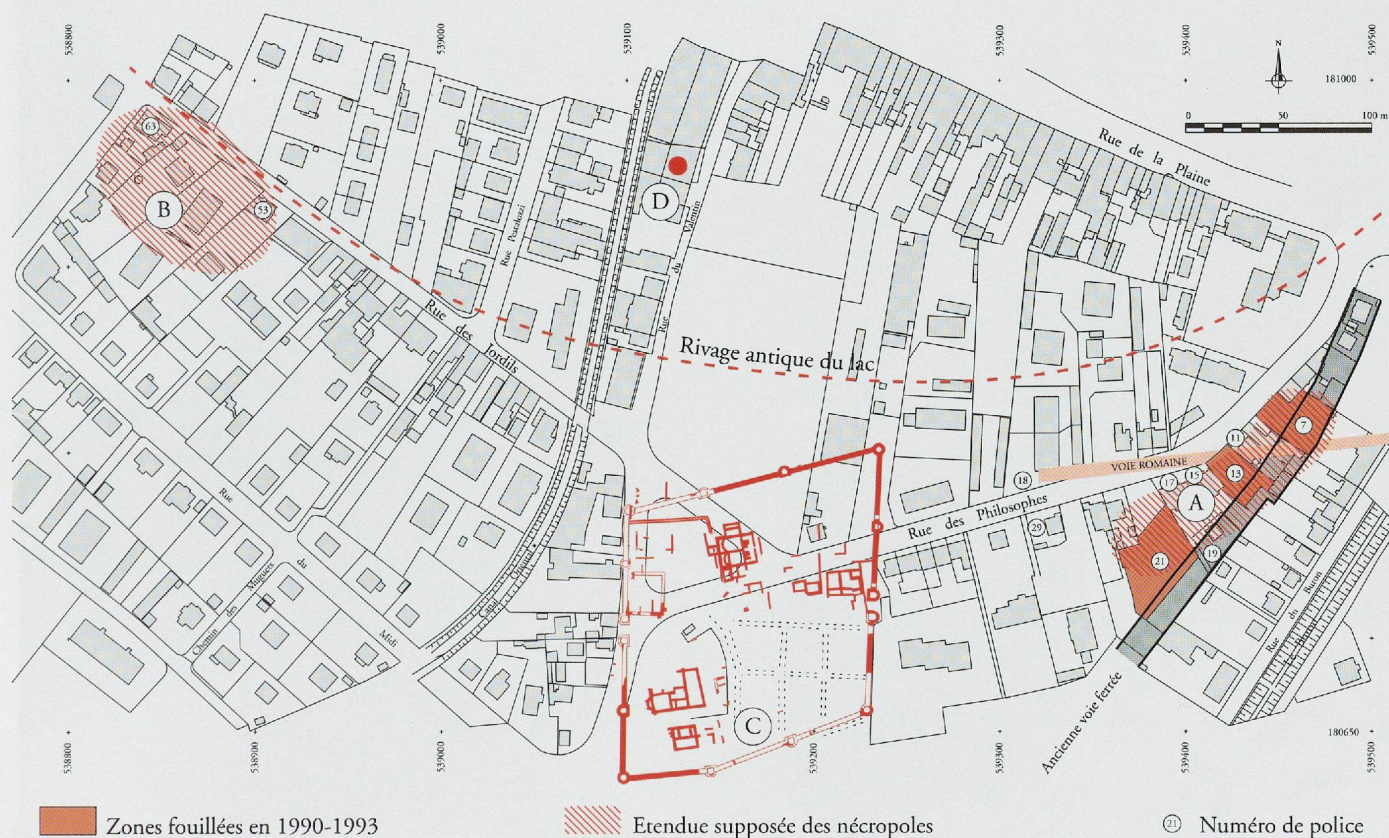 538800
539000
539100
539300
539400
539500
N
181000
0 50 100 m
Rue de la Plaine
63
B
53
D
Rue Pestalozzi
Rue du Valentin
Rue des Jordils
Rivage antique du lac
7
11
VOIE ROMAINE
13
18
15
17
A
Rue des Philosophes
29
21
19
Rue du Midi
Chemin des Muguets
Canal Oriental
Rue du Buron
C
Ancienne voie ferrée
180650
538800
538900
539000
539200
539300
539400
539500
Zones fouillées en 1990-1993
Etendue supposée des nécropoles
21 Numéro de police